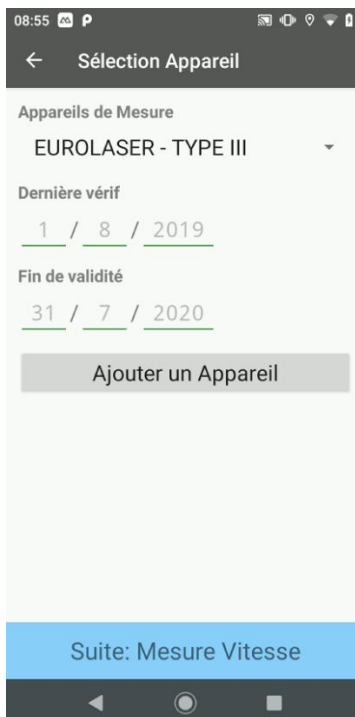 08:55
Sélection Appareil
Appareils de Mesure
EUROLASER - TYPE III
Dernière vérif
1 / 8 / 2019
Fin de validité
31 / 7 / 2020
Ajouter un Appareil
Suite: Mesure Vitesse